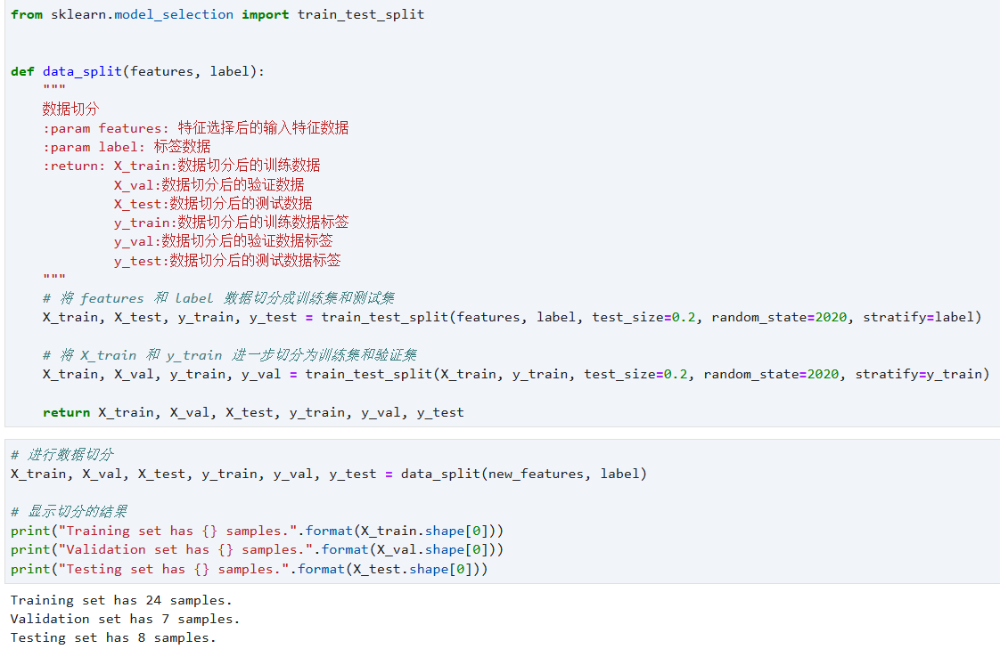 from sklearn.model_selection import train_test_split
def data_split(features, label):
    """
    数据切分
    :param features: 特征选择后的输入特征数据
    :param label: 标签数据
    :return: X_train:数据切分后的训练数据
             X_val:数据切分后的验证数据
             X_test:数据切分后的测试数据
             y_train:数据切分后的训练数据标签
             y_val:数据切分后的验证数据标签
             y_test:数据切分后的测试数据标签
    """
    # 将 features 和 label 数据切分成训练集和测试集
    X_train, X_test, y_train, y_test = train_test_split(features, label, test_size=0.2, random_state=2020, stratify=label)
    # 将 X_train 和 y_train 进一步切分为训练集和验证集
    X_train, X_val, y_train, y_val = train_test_split(X_train, y_train, test_size=0.2, random_state=2020, stratify=y_train)
    return X_train, X_val, X_test, y_train, y_val, y_test
# 进行数据切分
X_train, X_val, X_test, y_train, y_val, y_test = data_split(new_features, label)
# 显示切分的结果
print("Training set has {} samples.".format(X_train.shape[0]))
print("Validation set has {} samples.".format(X_val.shape[0]))
print("Testing set has {} samples.".format(X_test.shape[0]))
Training set has 24 samples.
Validation set has 7 samples.
Testing set has 8 samples.